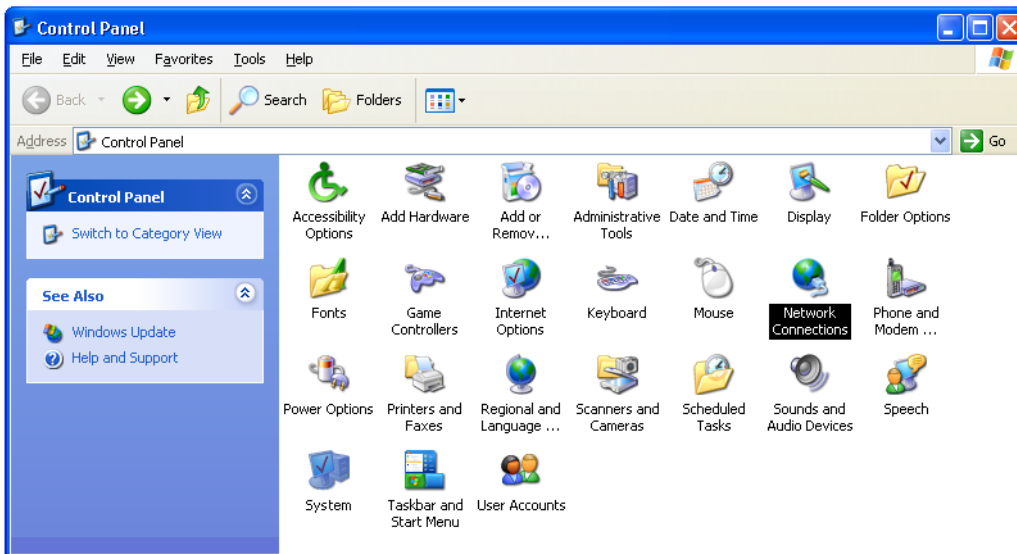 Control Panel
File Edit View Favorites Tools Help
Back Search Folders
Address Control Panel Go
Control Panel
Switch to Category View
See Also
Windows Update
Help and Support
Accessibility Options
Add Hardware
Add or Remov...
Administrative Tools
Date and Time
Display
Folder Options
Fonts
Game Controllers
Internet Options
Keyboard
Mouse
Network Connections
Phone and Modem ...
Power Options
Printers and Faxes
Regional and Language ...
Scanners and Cameras
Scheduled Tasks
Sounds and Audio Devices
Speech
System
Taskbar and Start Menu
User Accounts